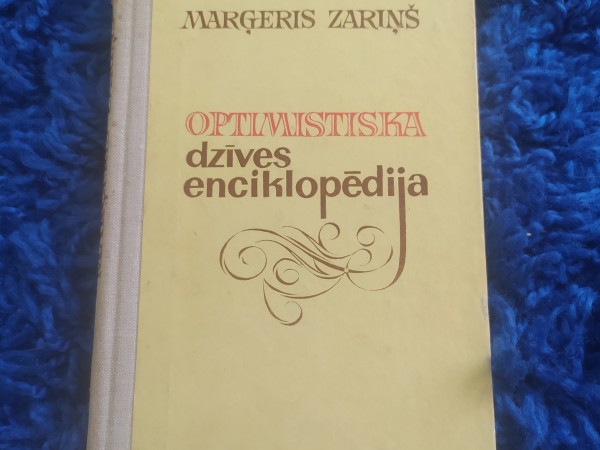 MARĢERIS ZARIŅŠ
OPTIMISTISKA
dzīves
enciklopēdija